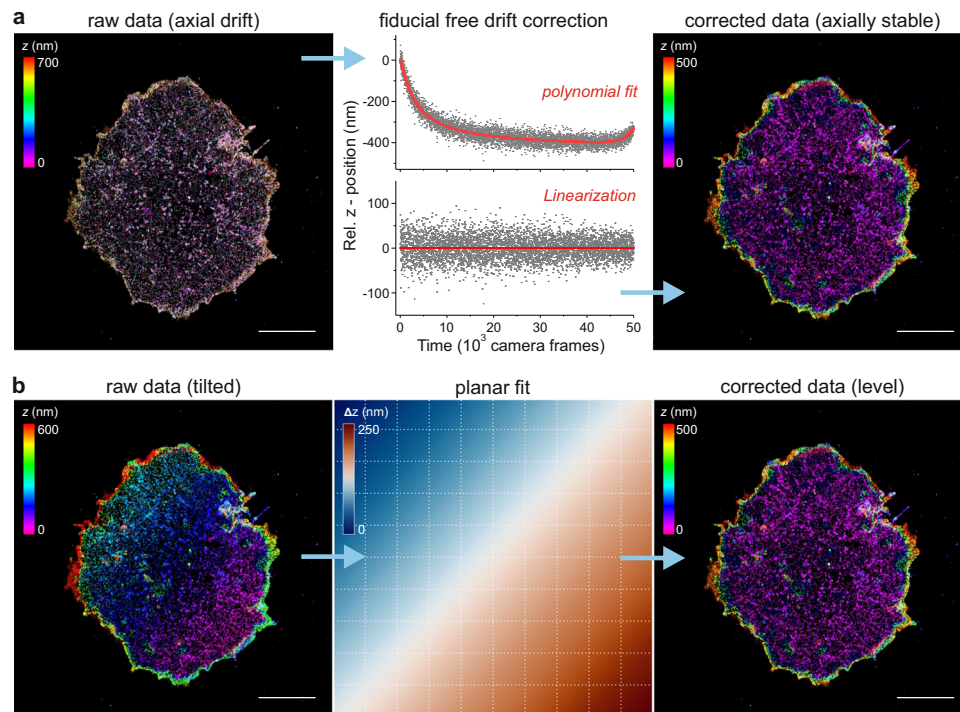 a
raw data (axial drift)
fiducial free drift correction
corrected data (axially stable)
z (nm)
700
0
Rel. z - position (nm)
0
-200
-400
polynomial fit
100
0
-100
Linearization
0
10
20
30
40
50
Time (10³ camera frames)
z (nm)
500
0
b
raw data (tilted)
planar fit
corrected data (level)
z (nm)
600
0
Δz (nm)
250
0
z (nm)
500
0